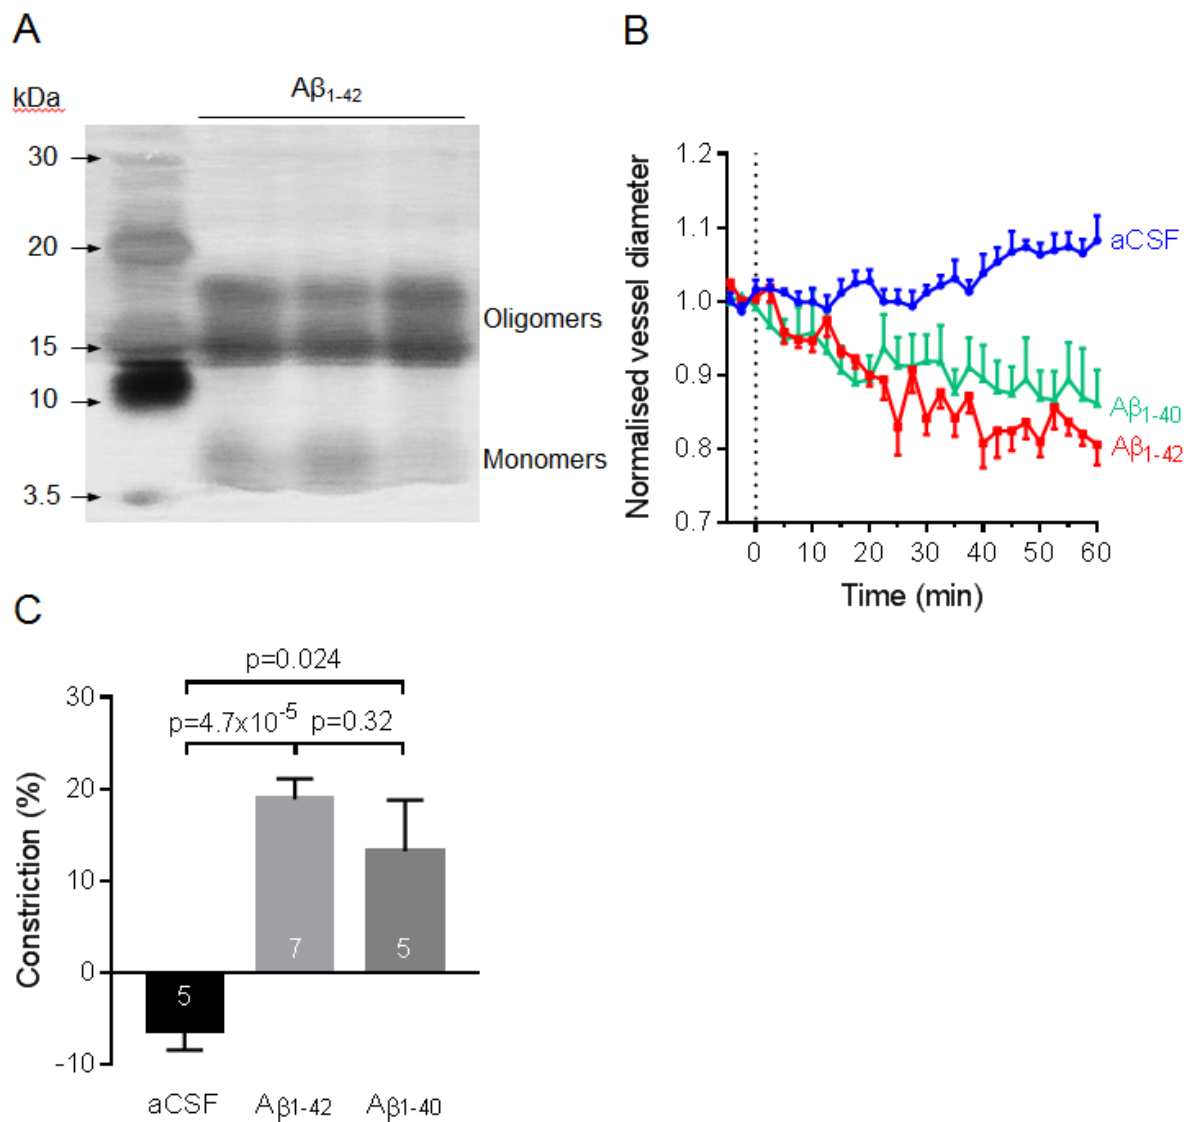 A
kDa
Aβ1-42
30
20
15
10
3.5
Oligomers
Monomers
B
Normalised vessel diameter
1.2
1.1
1.0
0.9
0.8
0.7
0 10 20 30 40 50 60
Time (min)
aCSF
Aβ1-40
Aβ1-42
C
p=0.024
p=4.7x10-5 p=0.32
Constriction (%)
30
20
10
0
-10
5
7
5
aCSF Aβ1-42 Aβ1-40